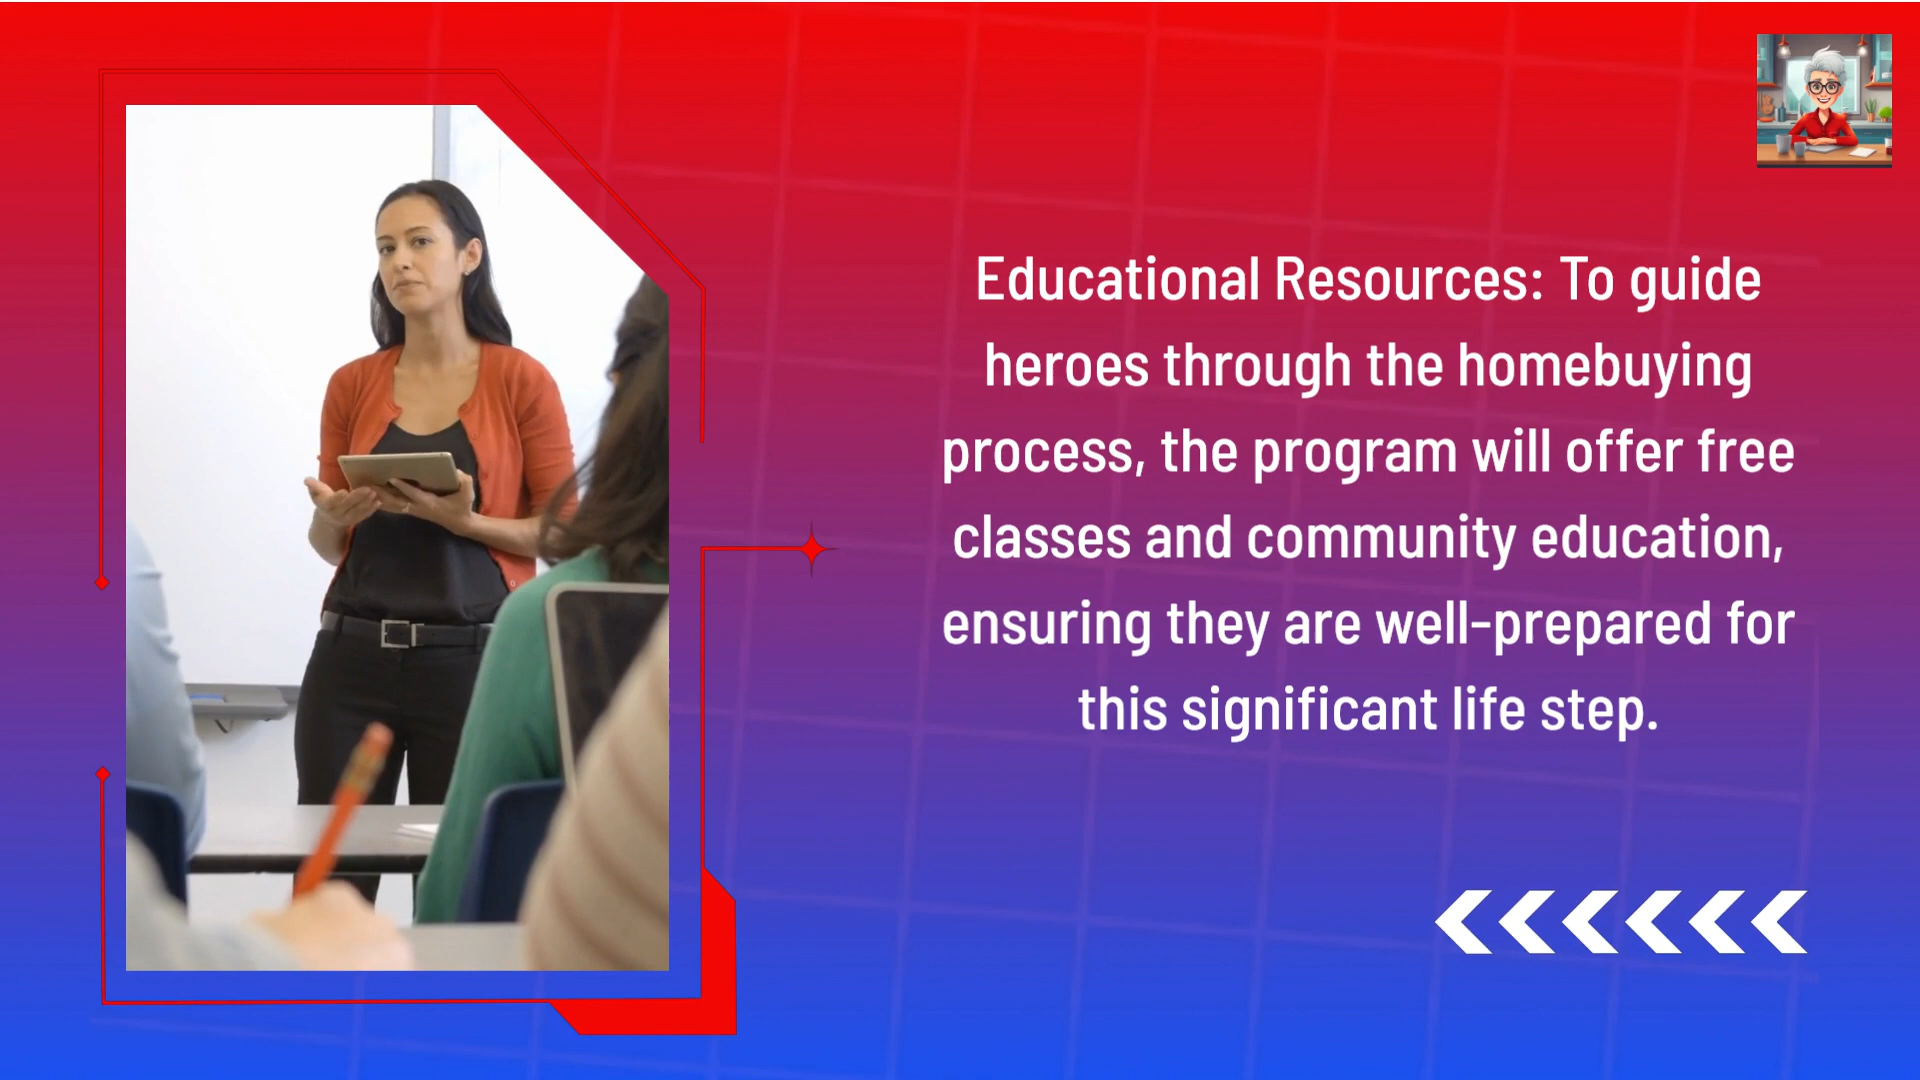 Educational Resources: To guide
heroes through the homebuying
process, the program will offer free
classes and community education,
ensuring they are well-prepared for
this significant life step.